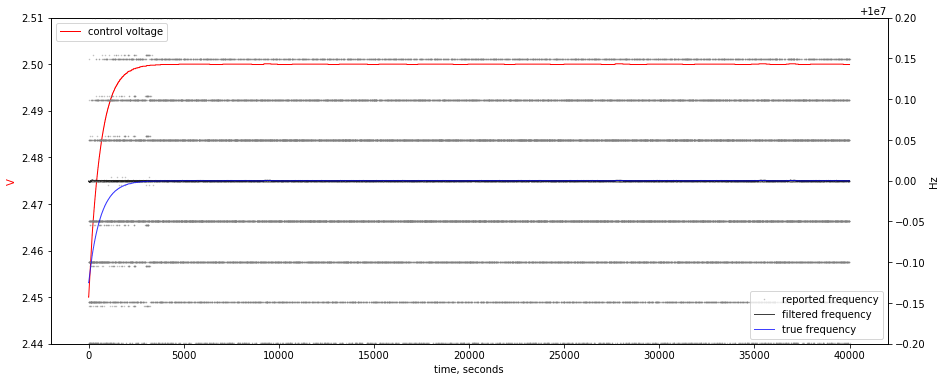 +1e7
control voltage
2.51
2.50
2.49
2.48
2.47
2.46
2.45
2.44
V
0.20
0.15
0.10
0.05
0.00
−0.05
−0.10
−0.15
−0.20
Hz
reported frequency
filtered frequency
true frequency
0 5000 10000 15000 20000 25000 30000 35000 40000
time, seconds